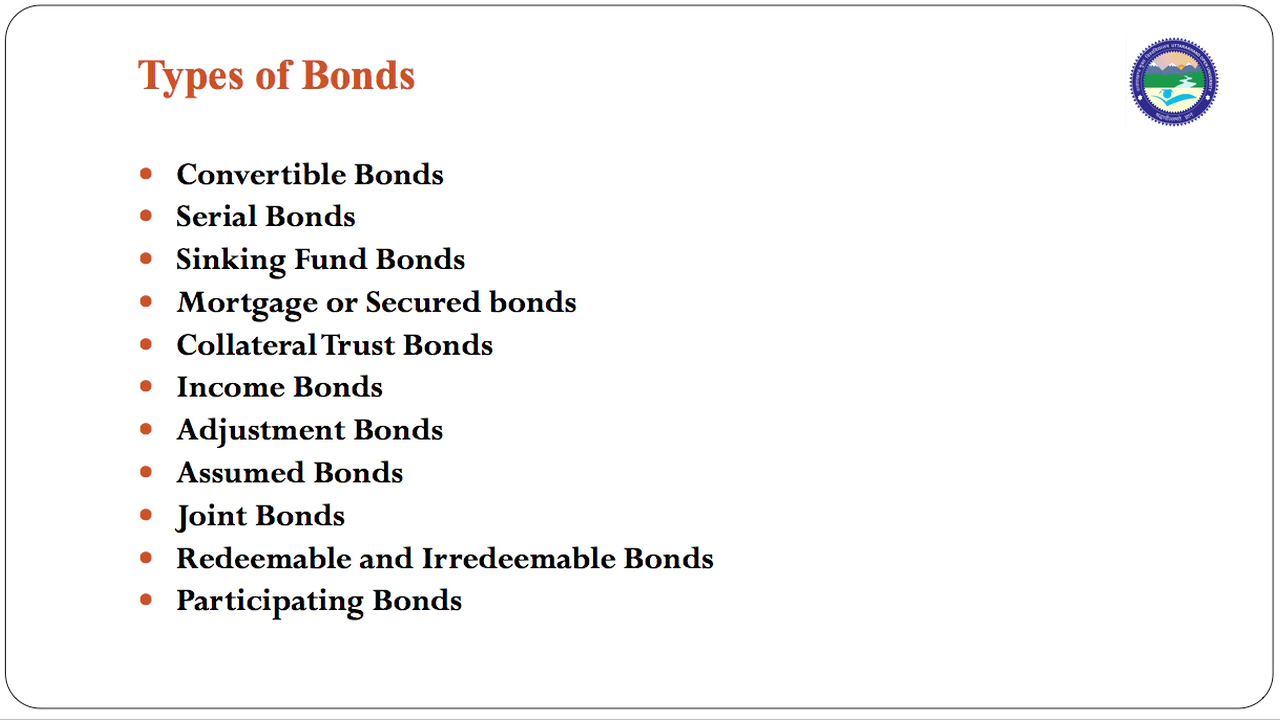 Types of Bonds
Convertible Bonds
Serial Bonds
Sinking Fund Bonds
Mortgage or Secured bonds
Collateral Trust Bonds
Income Bonds
Adjustment Bonds
Assumed Bonds
Joint Bonds
Redeemable and Irredeemable Bonds
Participating Bonds